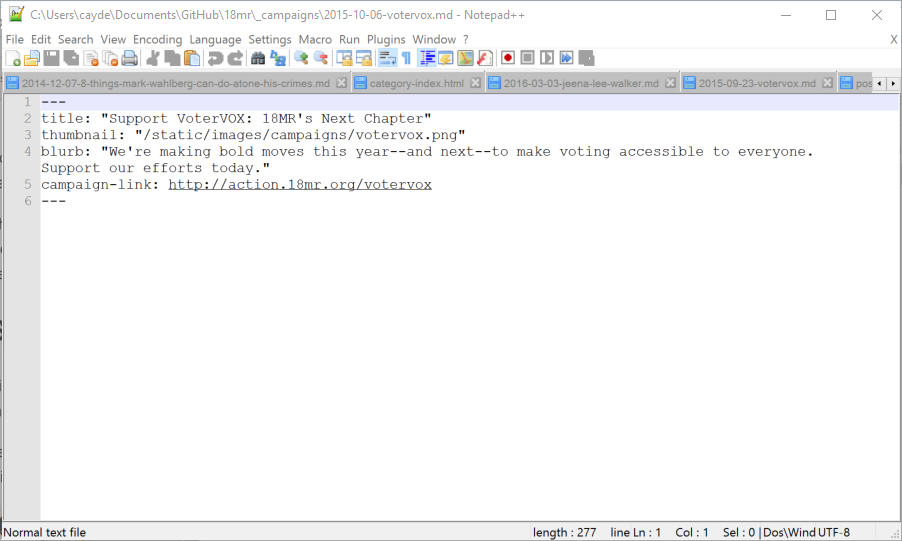 C:\Users\cayde\Documents\GitHub\18mr\_campaigns\2015-10-06-votervox.md - Notepad++
File Edit Search View Encoding Language Settings Macro Run Plugins Window ? X
2014-12-07-8-things-mark-wahlberg-can-do-atone-his-crimes.md category-index.html 2016-03-03-jeena-lee-walker.md 2015-09-23-votervox.md pos
1 ---
2 title: "Support VoterVOX: 18MR's Next Chapter"
3 thumbnail: "/static/images/campaigns/votervox.png"
4 blurb: "We're making bold moves this year--and next--to make voting accessible to everyone.
Support our efforts today."
5 campaign-link: http://action.18mr.org/votervox
6 ---
Normal text file length : 277 line Ln : 1 Col : 1 Sel : 0 | Dos\Wind UTF-8